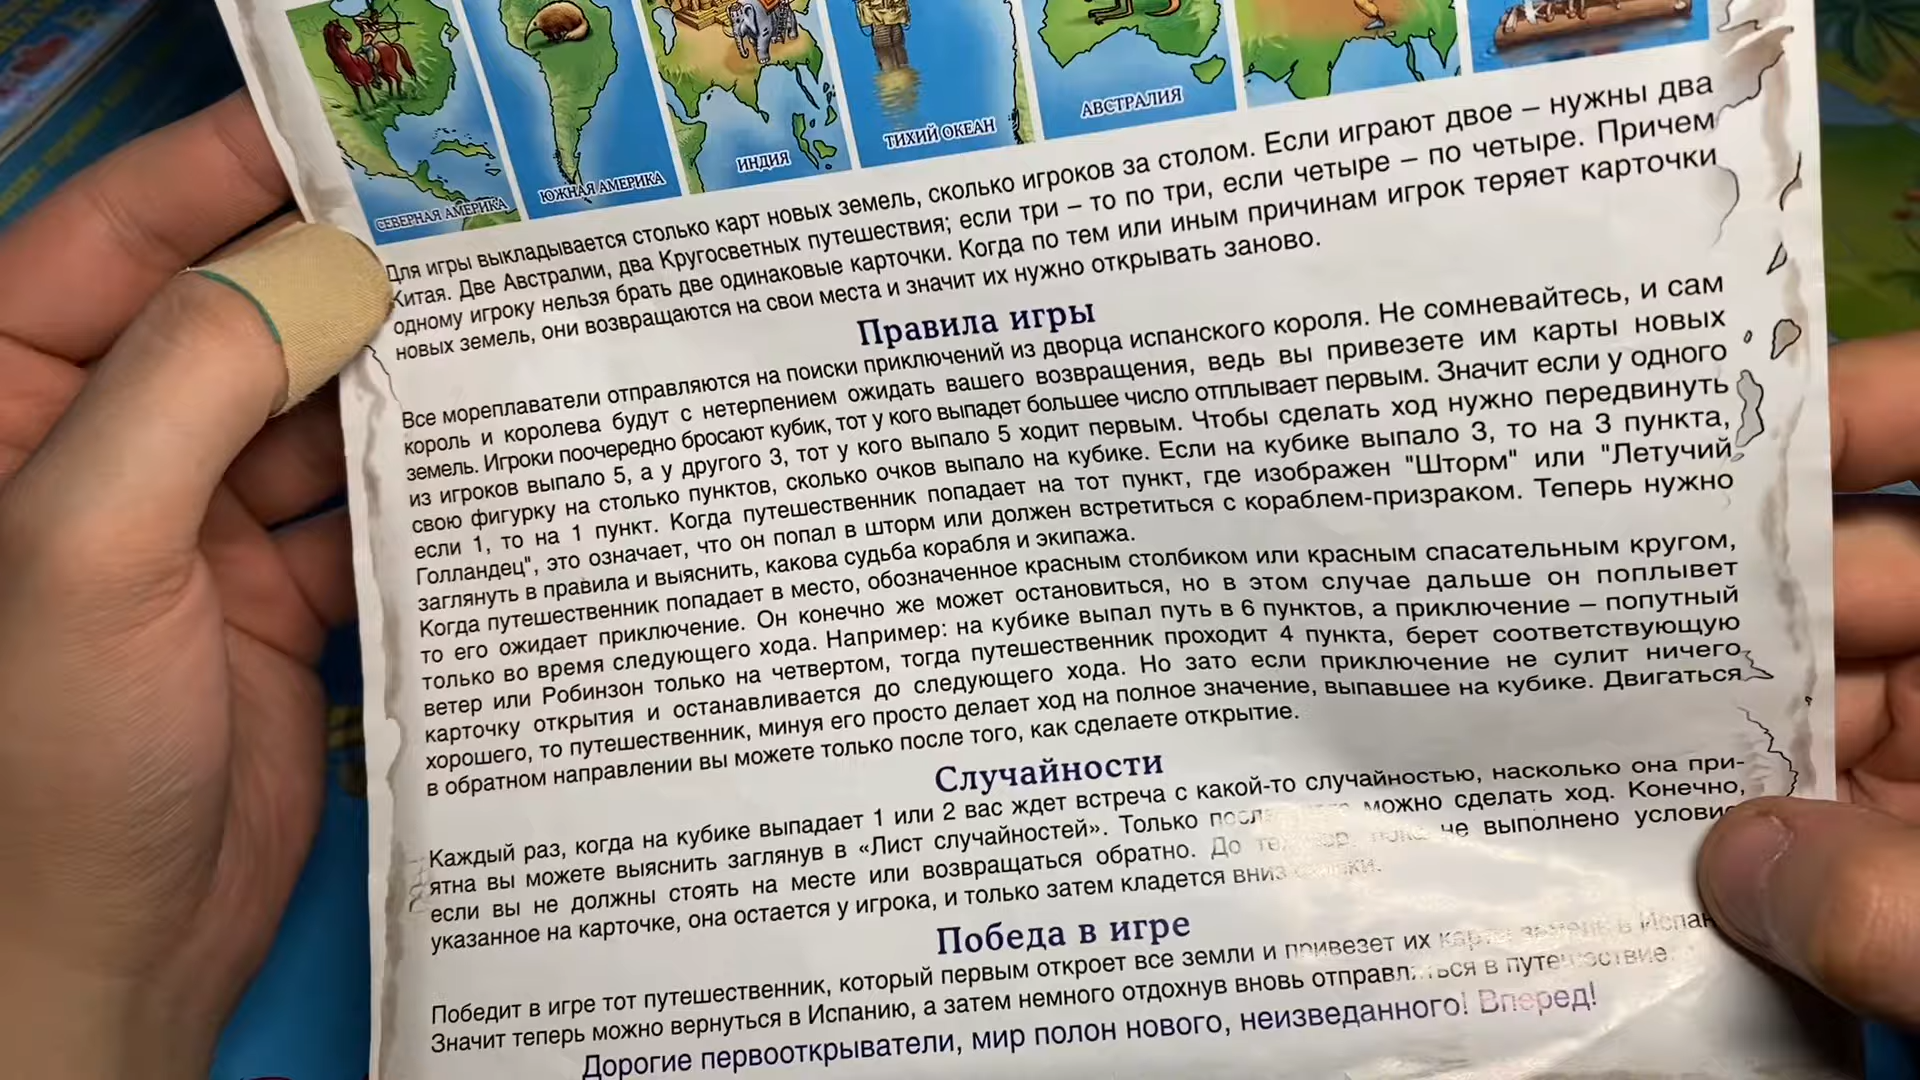 СЕВЕРНАЯ АМЕРИКА
ЮЖНАЯ АМЕРИКА
ИНДИЯ
ТИХИЙ ОКЕАН
АВСТРАЛИЯ
Для игры выкладывается столько карт новых земель, сколько игроков за столом. Если играют двое – нужны два
Китая. Две Австралии, два Кругосветных путешествия; если три – то по три, если четыре – по четыре. Причем
одному игроку нельзя брать две одинаковые карточки. Когда по тем или иным причинам игрок теряет карточки
новых земель, они возвращаются на свои места и значит их нужно открывать заново.
Правила игры
Все мореплаватели отправляются на поиски приключений из дворца испанского короля. Не сомневайтесь, и сам
король и королева будут с нетерпением ожидать вашего возвращения, ведь вы привезете им карты новых
земель. Игроки поочередно бросают кубик, тот у кого выпадет большее число отплывает первым. Значит если у одного
из игроков выпало 5, а у другого 3, тот у кого выпало 5 ходит первым. Чтобы сделать ход нужно передвинуть
свою фигурку на столько пунктов, сколько очков выпало на кубике. Если на кубике выпало 3, то на 3 пункта,
если 1, то на 1 пункт. Когда путешественник попадает на тот пункт, где изображен "Шторм" или "Летучий
Голландец", это означает, что он попал в шторм или должен встретиться с кораблем-призраком. Теперь нужно
заглянуть в правила и выяснить, какова судьба корабля и экипажа.
Когда путешественник попадает в место, обозначенное красным столбиком или красным спасательным кругом,
то его ожидает приключение. Он конечно же может остановиться, но в этом случае дальше он поплывет
только во время следующего хода. Например: на кубике выпал путь в 6 пунктов, а приключение – попутный
ветер или Робинзон только на четвертом, тогда путешественник проходит 4 пункта, берет соответствующую
карточку открытия и останавливается до следующего хода. Но зато если приключение не сулит ничего
хорошего, то путешественник, минуя его просто делает ход на полное значение, выпавшее на кубике. Двигаться
в обратном направлении вы можете только после того, как сделаете открытие.
Случайности
Каждый раз, когда на кубике выпадает 1 или 2 вас ждет встреча с какой-то случайностью, насколько она при-
ятна вы можете выяснить заглянув в «Лист случайностей». Только можно сделать ход. Конечно,
если вы не должны стоять на месте или возвращаться обратно. До пока не выполнено условие
указанное на карточке, она остается у игрока, и только затем кладется вниз
Победа в игре
Победит в игре тот путешественник, который первым откроет все земли и привезет их в
Значит теперь можно вернуться в Испанию, а затем немного отдохнув вновь отправляться в путешествие.
Дорогие первооткрыватели, мир полон нового, неизведанного! Вперед!